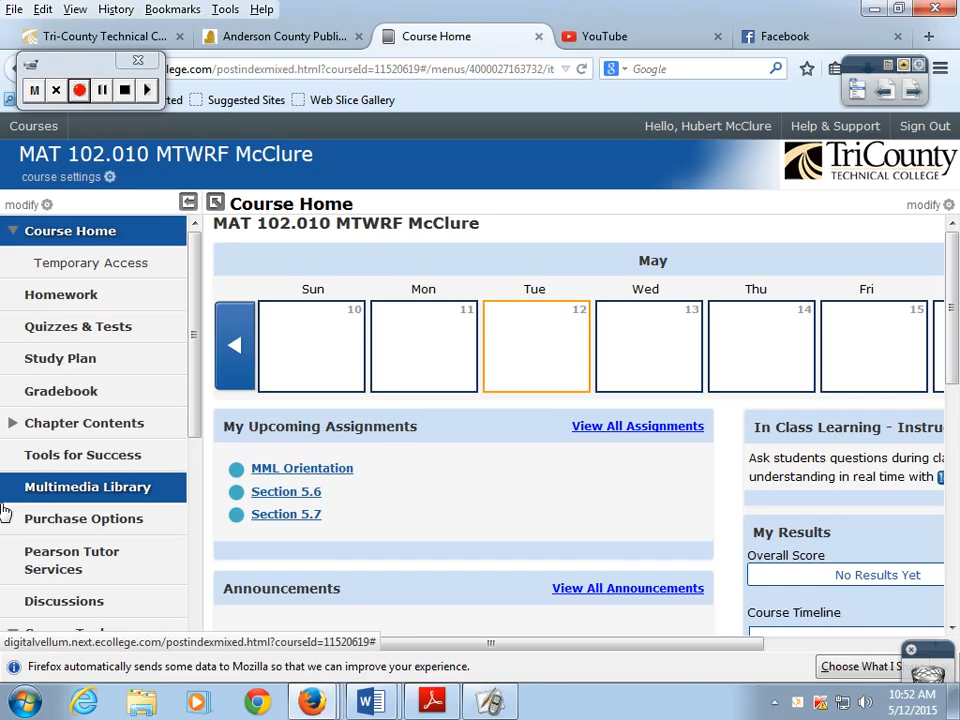 File Edit View History Bookmarks Tools Help
Tri-County Technical C... Anderson County Publi... Course Home YouTube Facebook
lege.com/postindexmixed.html?courseId=11520619#/menus/4000027163732/it Google
M
Suggested Sites Web Slice Gallery
Courses Hello, Hubert McClure Help & Support Sign Out
MAT 102.010 MTWRF McClure
course settings
TriCounty
TECHNICAL COLLEGE
modify Course Home modify
MAT 102.010 MTWRF McClure
Course Home
Temporary Access
Homework
Quizzes & Tests
Study Plan
Gradebook
Chapter Contents
Tools for Success
Multimedia Library
Purchase Options
Pearson Tutor
Services
Discussions
May
Sun Mon Tue Wed Thu Fri
10 11 12 13 14 15
My Upcoming Assignments View All Assignments
MML Orientation
Section 5.6
Section 5.7
Announcements View All Announcements
In Class Learning - Instru
Ask students questions during cl
understanding in real time with
My Results
Overall Score
No Results Yet
Course Timeline
digitalvellum.next.ecollege.com/postindexmixed.html?courseId=11520619#
Firefox automatically sends some data to Mozilla so that we can improve your experience. Choose What I S
10:52 AM
5/12/2015